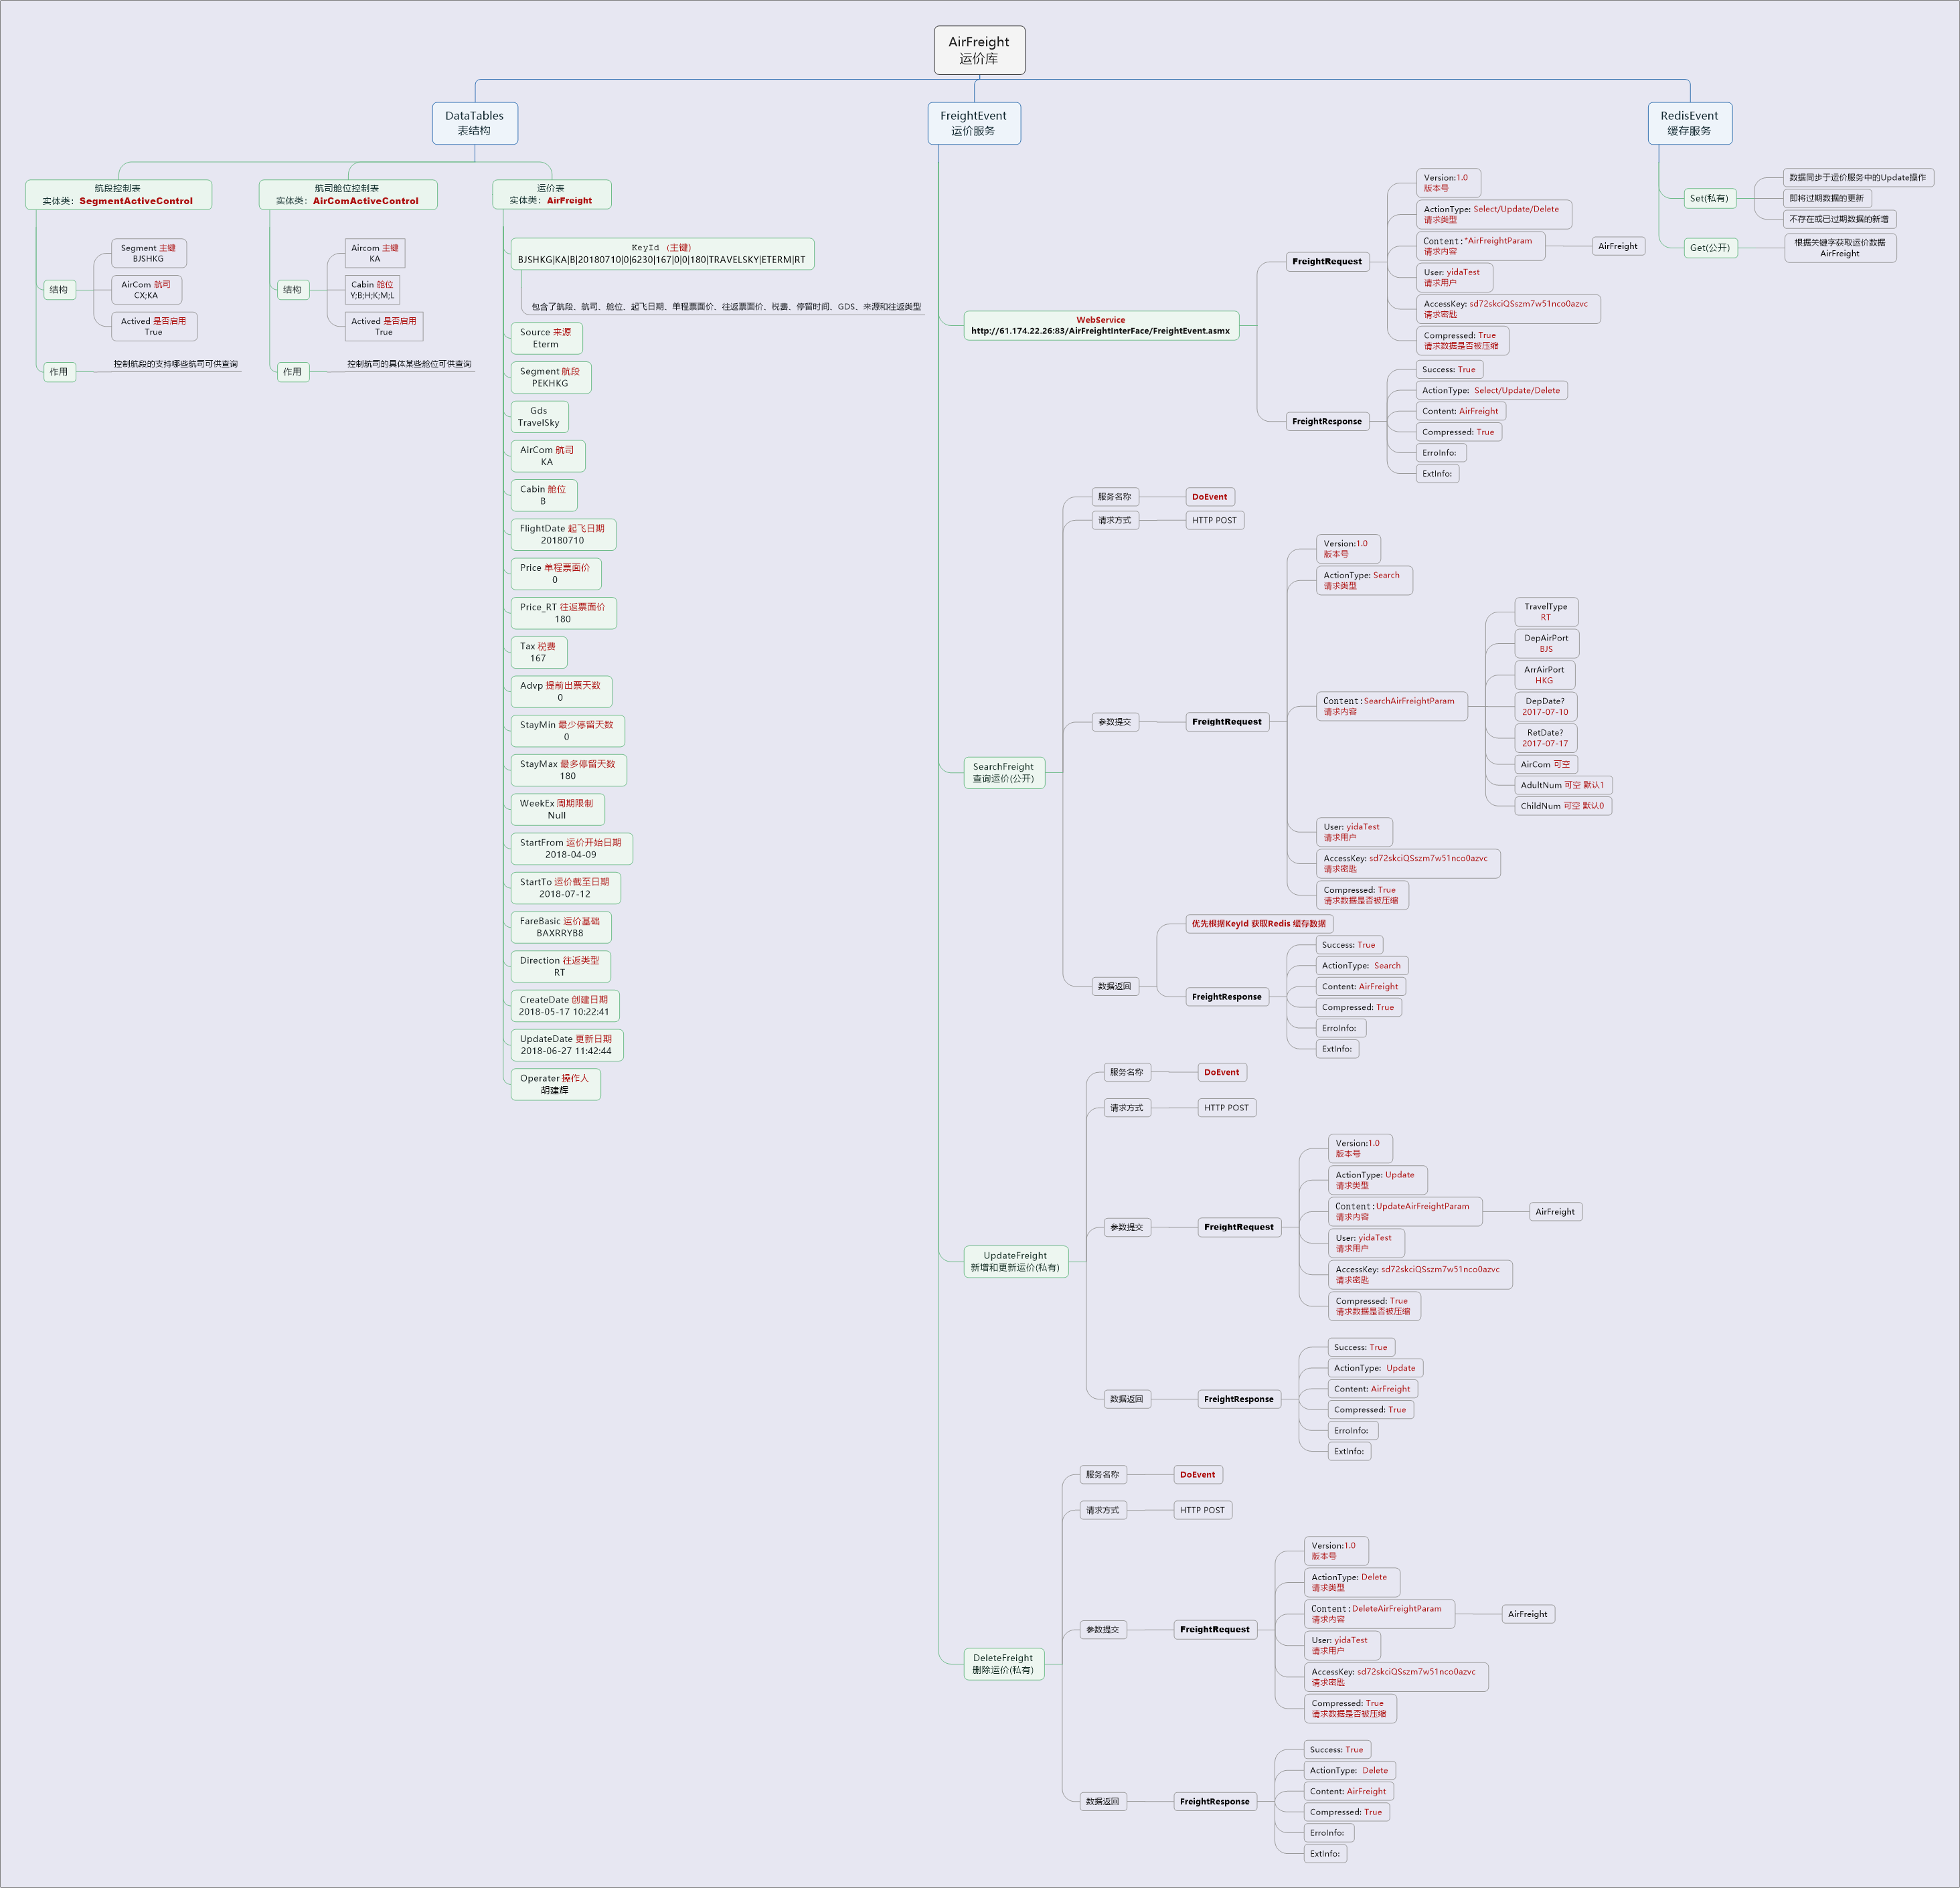 AirFreight
运价库
DataTables
表结构
航段控制表
实体类：SegmentActiveControl
结构
Segment 主键
BJSHKG
AirCom 航司
CX;KA
Actived 是否启用
True
作用
控制航段的支持哪些航司可供查询
航司舱位控制表
实体类：AirComActiveControl
结构
Aircom 主键
KA
Cabin 舱位
Y;B;H;K;M;L
Actived 是否启用
True
作用
控制航司的具体某些舱位可供查询
运价表
实体类：AirFreight
KeyId （主键）
BJSHKG|KA|B|20180710|0|6230|167|0|0|180|TRAVELSKY|ETERM|RT
包含了航段、航司、舱位、起飞日期、单程票面价、往返票面价、税费、停留时间、GDS、来源和往返类型
Source 来源
Eterm
Segment 航段
PEKHKG
Gds
TravelSky
AirCom 航司
KA
Cabin 舱位
B
FlightDate 起飞日期
20180710
Price 单程票面价
0
Price_RT 往返票面价
180
Tax 税费
167
Advp 提前出票天数
0
StayMin 最少停留天数
0
StayMax 最多停留天数
180
WeekEx 周期限制
Null
StartFrom 运价开始日期
2018-04-09
StartTo 运价截至日期
2018-07-12
FareBasic 运价基础
BAXRRYB8
Direction 往返类型
RT
CreateDate 创建日期
2018-05-17 10:22:41
UpdateDate 更新日期
2018-06-27 11:42:44
Operater 操作人
胡建辉
FreightEvent
运价服务
WebService
http://61.174.22.26:83/AirFreightInterFace/FreightEvent.asmx
FreightRequest
Version:1.0
版本号
ActionType: Select/Update/Delete
请求类型
Content:*AirFreightParam
请求内容
AirFreight
User: yidaTest
请求用户
AccessKey: sd72skciQSszm7w51nco0azvc
请求密匙
Compressed: True
请求数据是否被压缩
FreightResponse
Success: True
ActionType: Select/Update/Delete
Content: AirFreight
Compressed: True
ErroInfo:
ExtInfo:
SearchFreight
查询运价(公开)
服务名称
DoEvent
请求方式
HTTP POST
参数提交
FreightRequest
Version:1.0
版本号
ActionType: Search
请求类型
Content:SearchAirFreightParam
请求内容
TravelType
RT
DepAirPort
BJS
ArrAirPort
HKG
DepDate?
2017-07-10
RetDate?
2017-07-17
AirCom 可空
AdultNum 可空 默认1
ChildNum 可空 默认0
User: yidaTest
请求用户
AccessKey: sd72skciQSszm7w51nco0azvc
请求密匙
Compressed: True
请求数据是否被压缩
数据返回
优先根据KeyId 获取Redis 缓存数据
FreightResponse
Success: True
ActionType: Search
Content: AirFreight
Compressed: True
ErroInfo:
ExtInfo:
UpdateFreight
新增和更新运价(私有)
服务名称
DoEvent
请求方式
HTTP POST
参数提交
FreightRequest
Version:1.0
版本号
ActionType: Update
请求类型
Content:UpdateAirFreightParam
请求内容
AirFreight
User: yidaTest
请求用户
AccessKey: sd72skciQSszm7w51nco0azvc
请求密匙
Compressed: True
请求数据是否被压缩
数据返回
FreightResponse
Success: True
ActionType: Update
Content: AirFreight
Compressed: True
ErroInfo:
ExtInfo:
DeleteFreight
删除运价(私有)
服务名称
DoEvent
请求方式
HTTP POST
参数提交
FreightRequest
Version:1.0
版本号
ActionType: Delete
请求类型
Content:DeleteAirFreightParam
请求内容
AirFreight
User: yidaTest
请求用户
AccessKey: sd72skciQSszm7w51nco0azvc
请求密匙
Compressed: True
请求数据是否被压缩
数据返回
FreightResponse
Success: True
ActionType: Delete
Content: AirFreight
Compressed: True
ErroInfo:
ExtInfo:
RedisEvent
缓存服务
Set(私有)
数据同步于运价服务中的Update操作
即将过期数据的更新
不存在或已过期数据的新增
Get(公开)
根据关键字获取运价数据
AirFreight